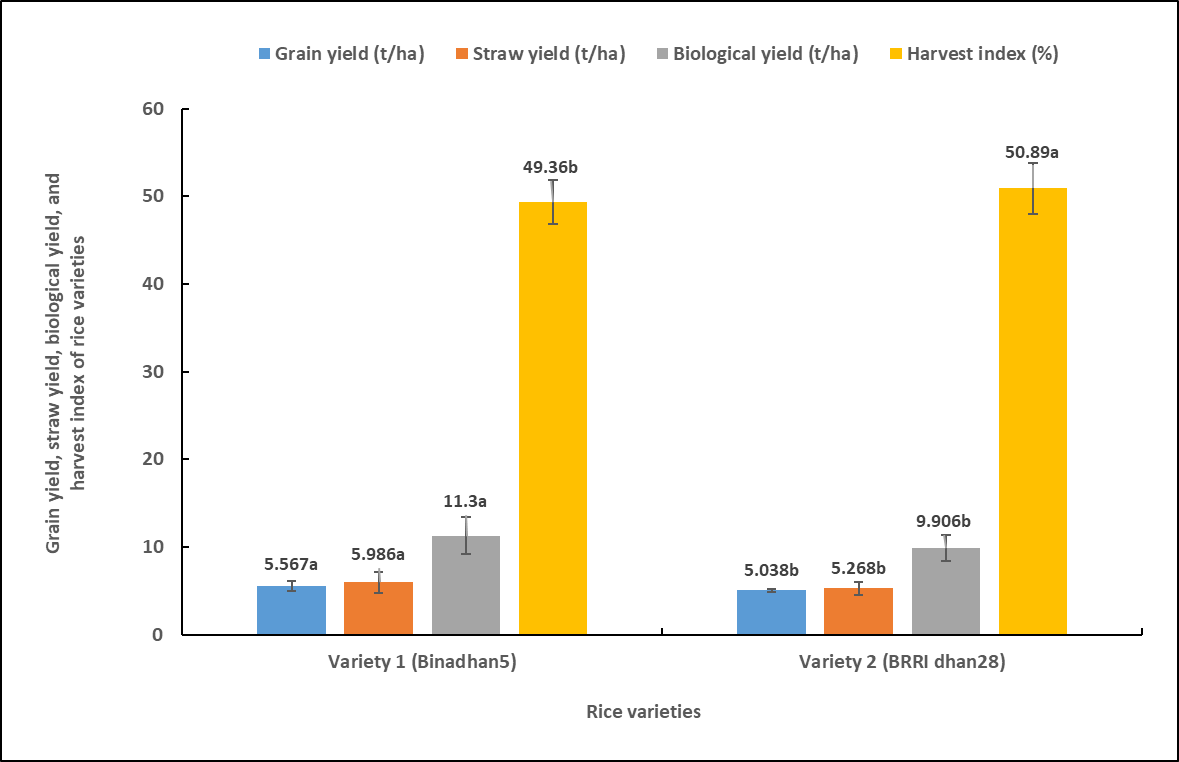 Grain yield (t/ha) Straw yield (t/ha) Biological yield (t/ha) Harvest index (%)
Grain yield, straw yield, biological yield, and
harvest index of rice varieties
60
50
40
30
20
10
0
5.567a
5.986a
11.3a
49.36b
5.038b
5.268b
9.906b
50.89a
Variety 1 (Binadhan5)
Variety 2 (BRRI dhan28)
Rice varieties